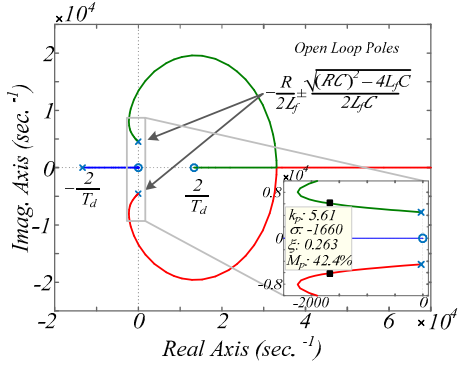 ×10⁴
2
1
0
-1
-2
-2 0 2 4 6
×10⁴
Imag. Axis (sec. ⁻¹)
Real Axis (sec. ⁻¹)
Open Loop Poles
-R/2L_f ± √((RC)² - 4L_fC)/2L_fC
-2/T_d
2/T_d
×10⁴
0.8
0
-0.8
-2000 0
k_p: 5.61
σ: -1660
ξ: 0.263
M_p: 42.4%